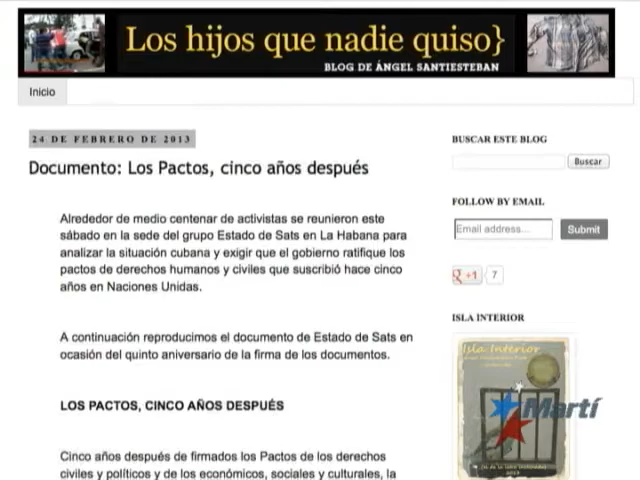 Los hijos que nadie quiso}
BLOG DE ÁNGEL SANTIESTEBAN
Inicio
24 DE FEBRERO DE 2013
Documento: Los Pactos, cinco años después
Alrededor de medio centenar de activistas se reunieron este
sábado en la sede del grupo Estado de Sats en La Habana para
analizar la situación cubana y exigir que el gobierno ratifique los
pactos de derechos humanos y civiles que suscribió hace cinco
años en Naciones Unidas.
A continuación reproducimos el documento de Estado de Sats en
ocasión del quinto aniversario de la firma de los documentos.
LOS PACTOS, CINCO AÑOS DESPUÉS
Cinco años después de firmados los Pactos de los derechos
civiles y políticos y de los económicos, sociales y culturales, la
BUSCAR ESTE BLOG
Buscar
FOLLOW BY EMAIL
Email address...
Submit
g +1 7
ISLA INTERIOR
Isla Interior
Martí